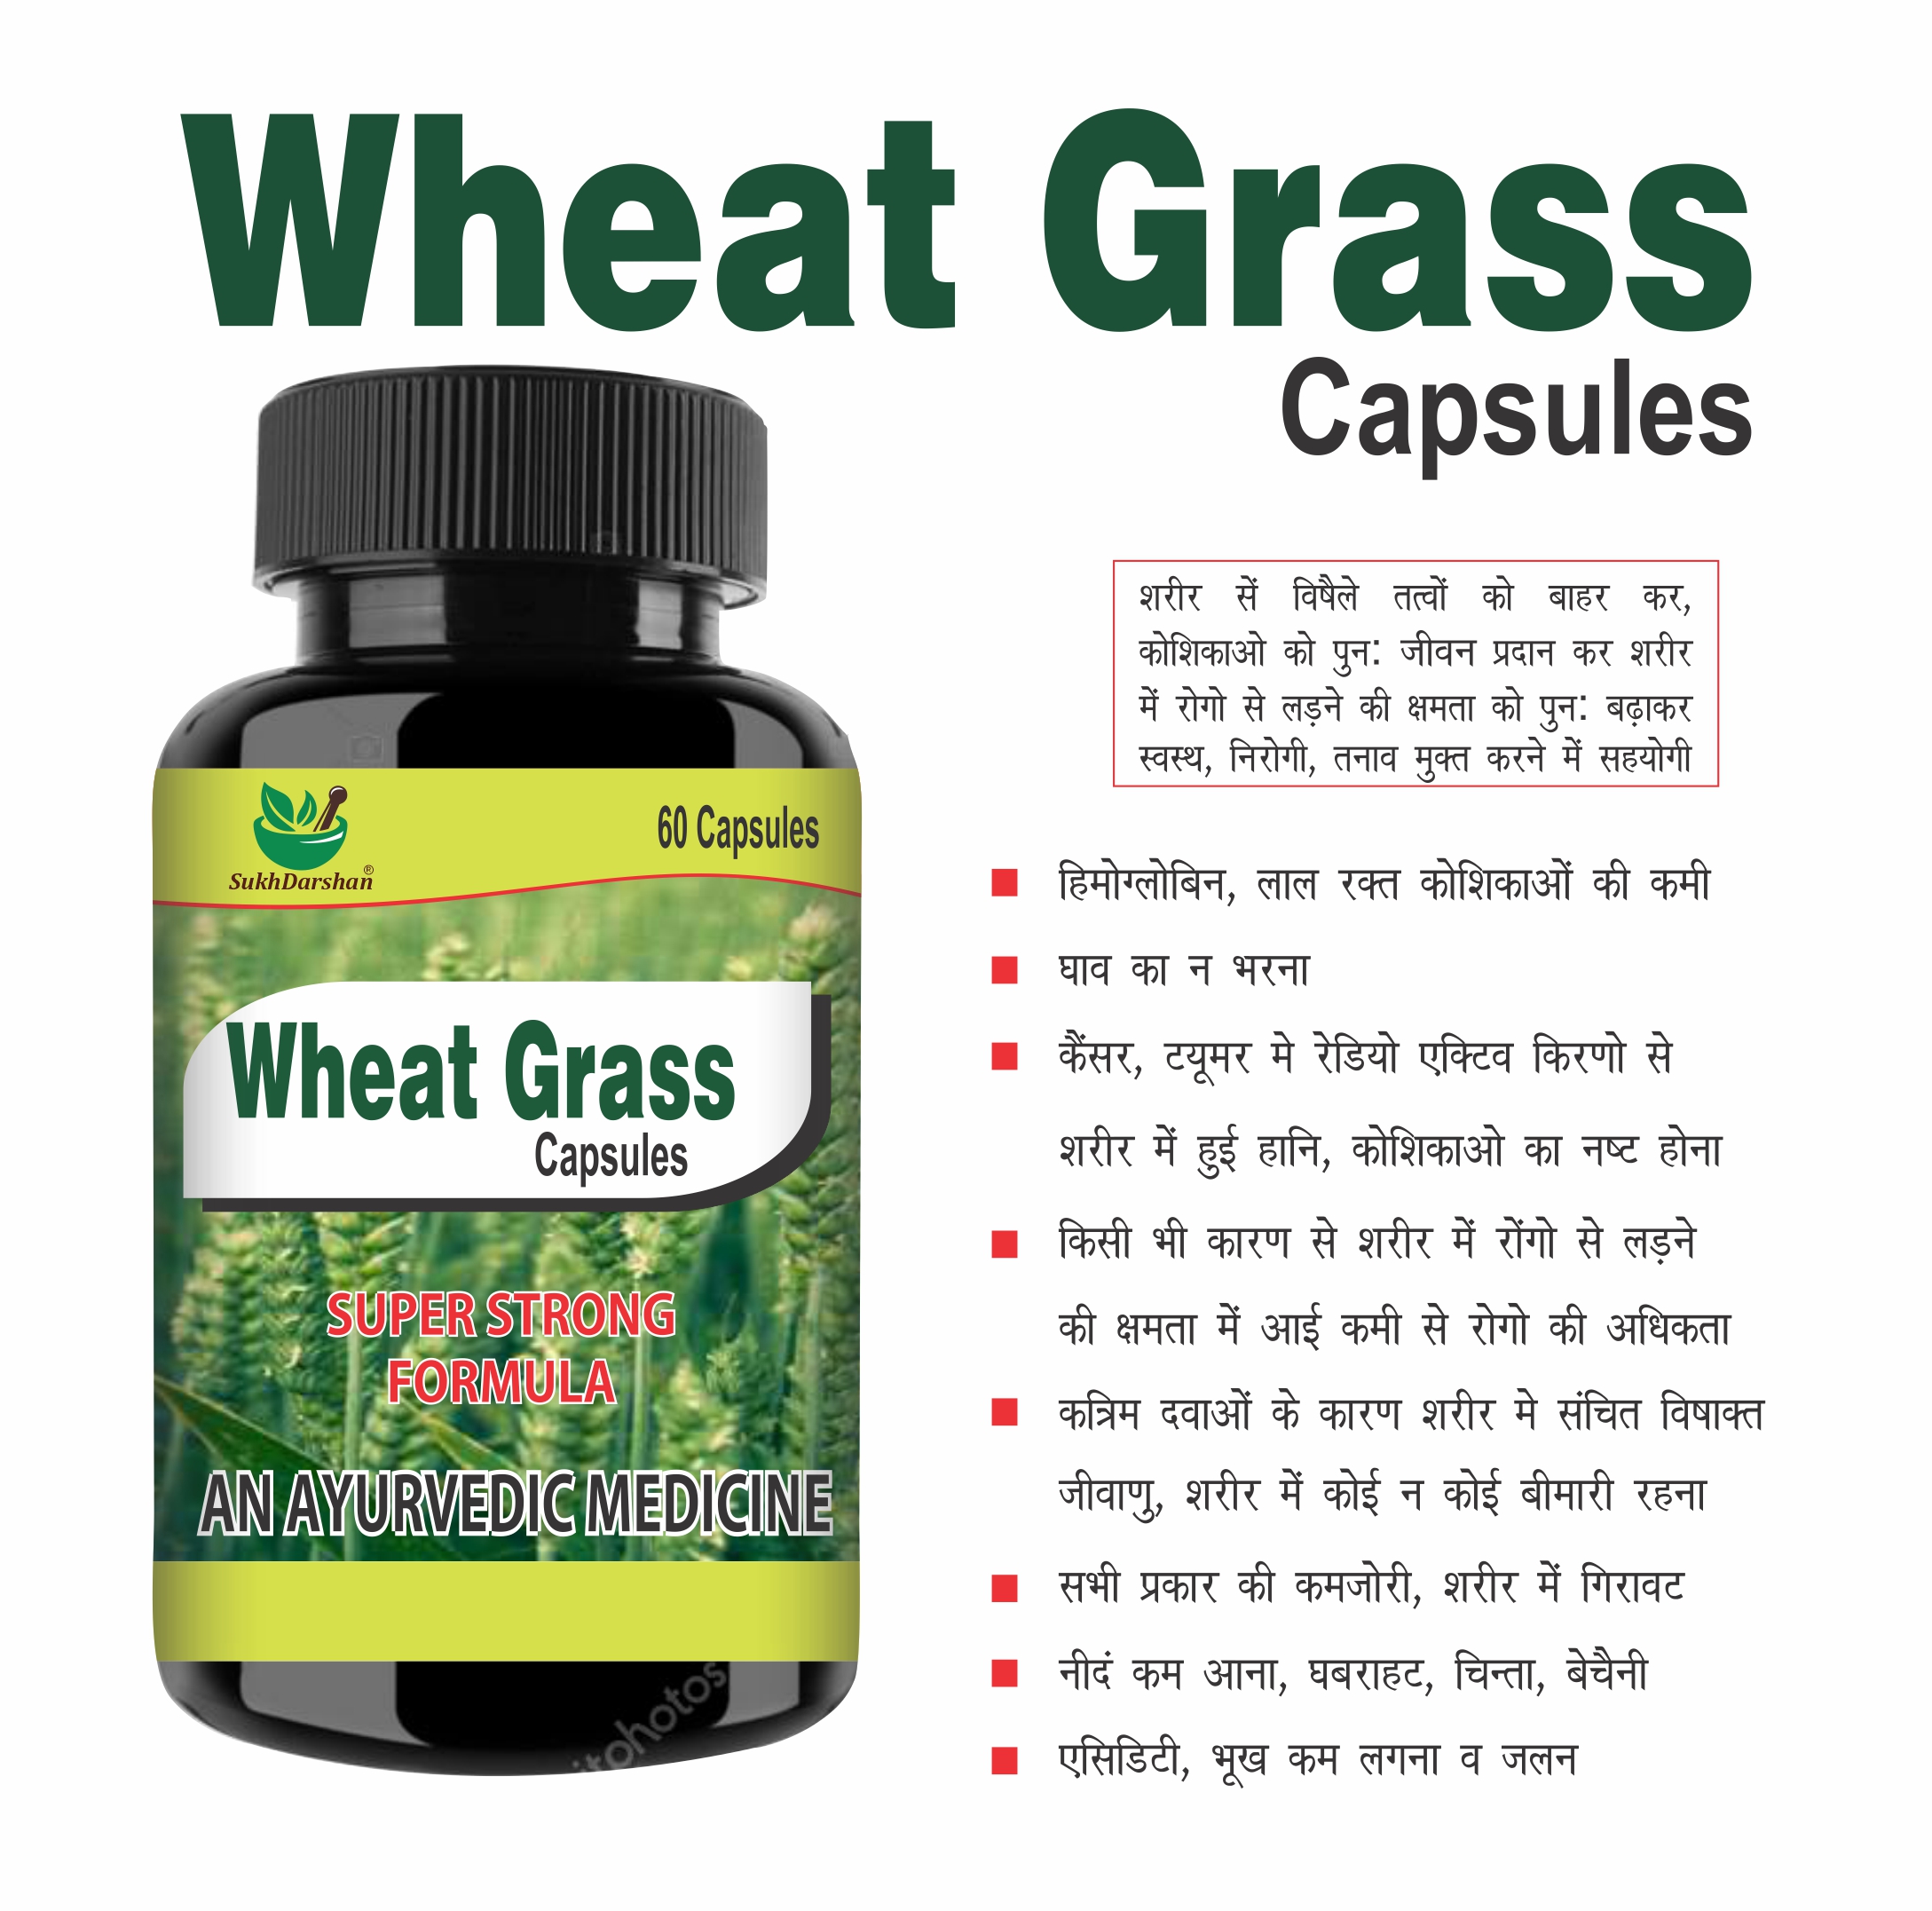 Wheat Grass
Capsules
शरीर सें विषैले तत्वों को बाहर कर,
कोशिकाओ को पुन: जीवन प्रदान कर शरीर
में रोगो से लड़ने की क्षमता को पुन: बढ़ाकर
स्वस्थ, निरोगी, तनाव मुक्त करने में सहयोगी
SukhDarshan®
60 Capsules
Wheat Grass
Capsules
SUPER STRONG
FORMULA
AN AYURVEDIC MEDICINE
हिमोग्लोबिन, लाल रक्त कोशिकाओं की कमी
घाव का न भरना
कैंसर, टयूमर मे रेडियो एक्टिव किरणो से
शरीर में हुई हानि, कोशिकाओ का नष्ट होना
किसी भी कारण से शरीर में रोंगो से लड़ने
की क्षमता में आई कमी से रोगो की अधिकता
कत्रिम दवाओं के कारण शरीर मे संचित विषाक्त
जीवाणु, शरीर में कोई न कोई बीमारी रहना
सभी प्रकार की कमजोरी, शरीर में गिरावट
नीदं कम आना, घबराहट, चिन्ता, बेचैनी
एसिडिटी, भूख कम लगना व जलन